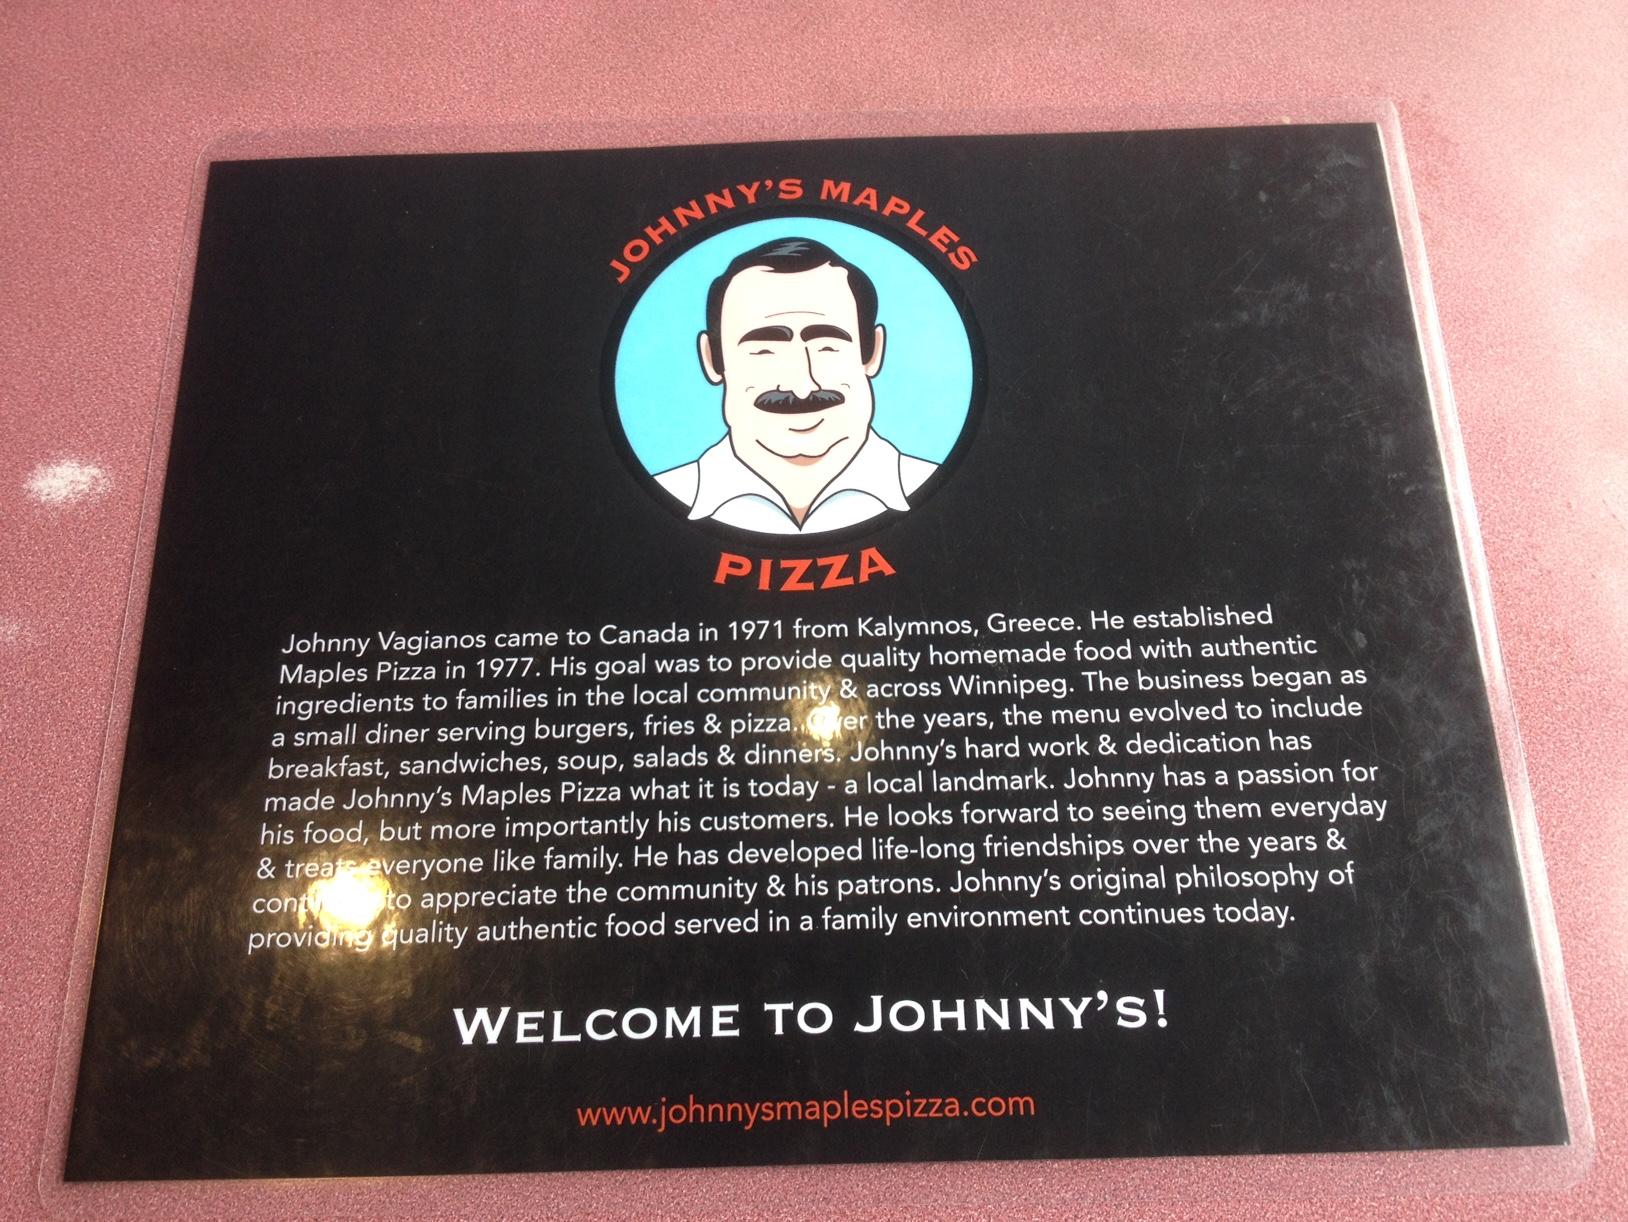 JOHNNY'S MAPLES
PIZZA
Johnny Vagianos came to Canada in 1971 from Kalymnos, Greece. He established
Maples Pizza in 1977. His goal was to provide quality homemade food with authentic
ingredients to families in the local community & across Winnipeg. The business began as
a small diner serving burgers, fries & pizza. Over the years, the menu evolved to include
breakfast, sandwiches, soup, salads & dinners. Johnny's hard work & dedication has
made Johnny's Maples Pizza what it is today - a local landmark. Johnny has a passion for
his food, but more importantly his customers. He looks forward to seeing them everyday
& treats everyone like family. He has developed life-long friendships over the years &
to appreciate the community & his patrons. Johnny's original philosophy of
providing quality authentic food served in a family environment continues today.
WELCOME TO JOHNNY'S!
www.johnnysmaplespizza.com